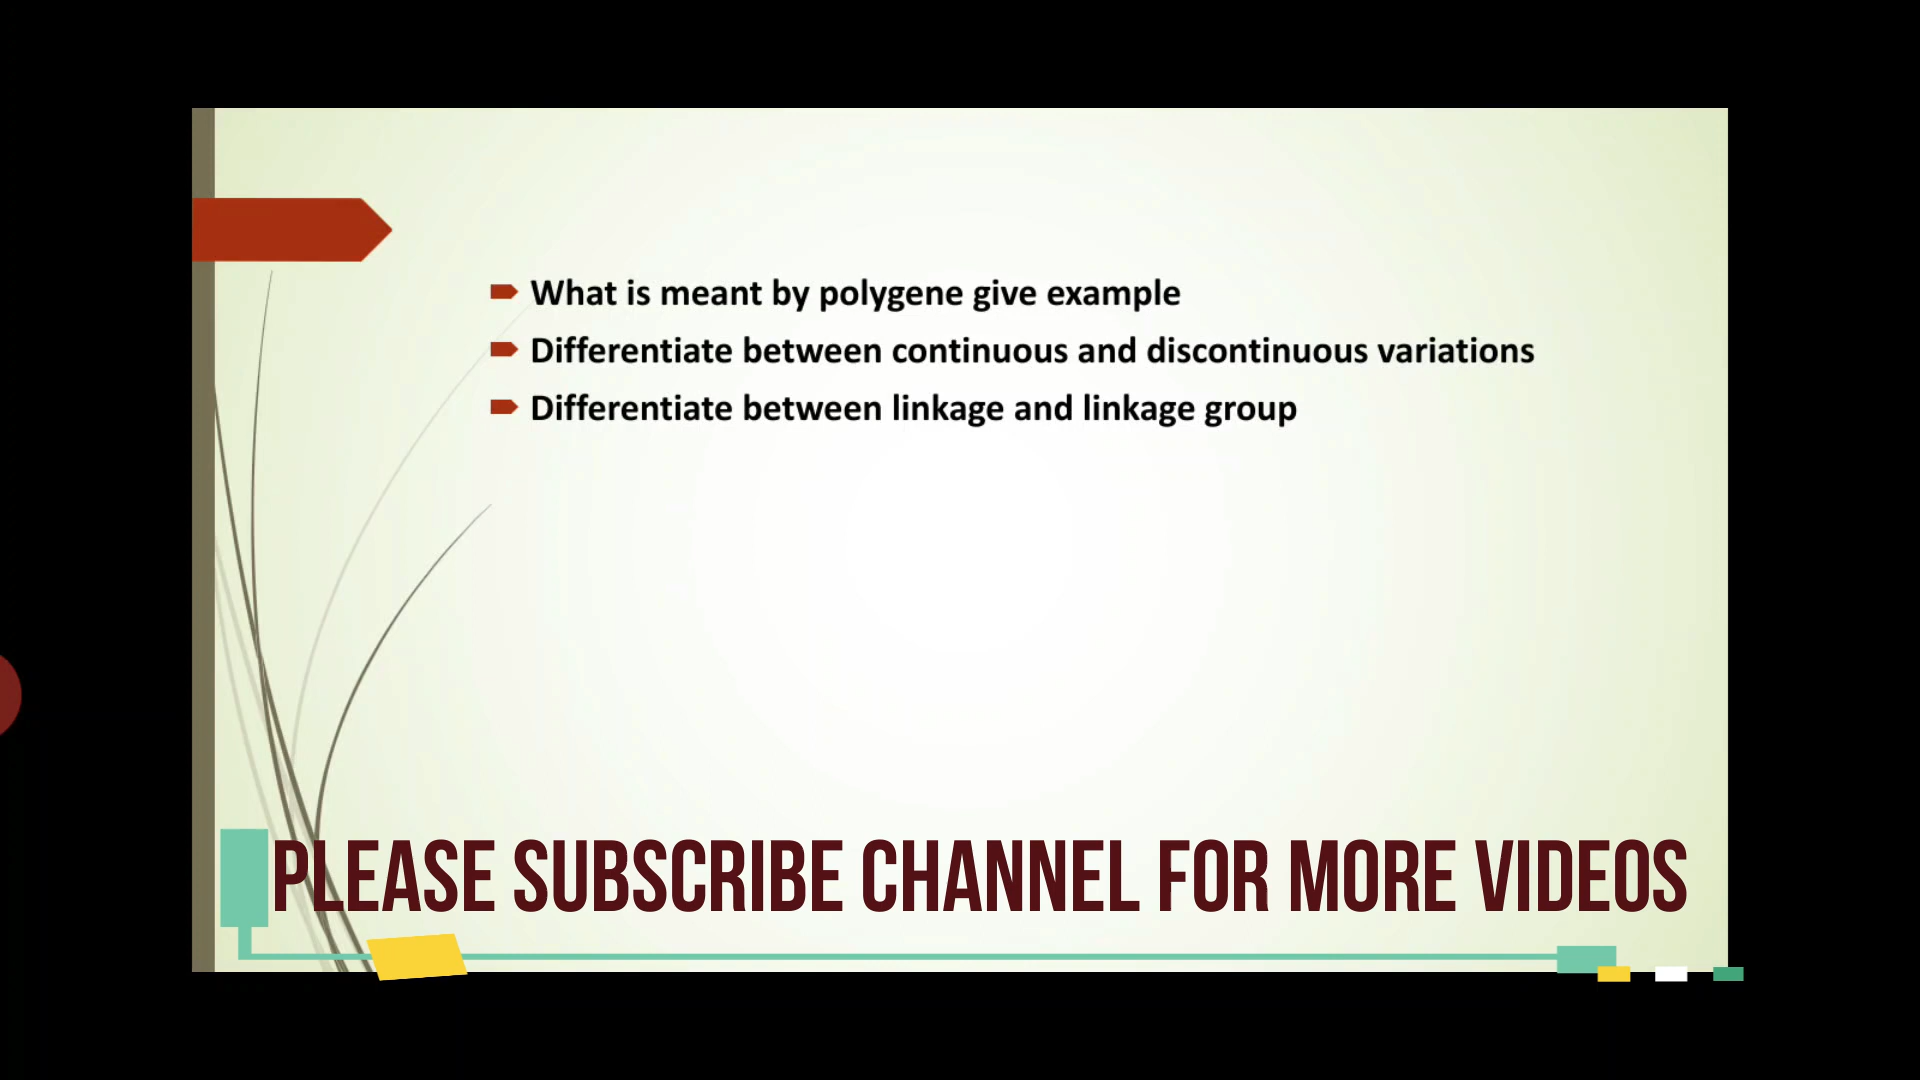 What is meant by polygene give example
Differentiate between continuous and discontinuous variations
Differentiate between linkage and linkage group
PLEASE SUBSCRIBE CHANNEL FOR MORE VIDEOS